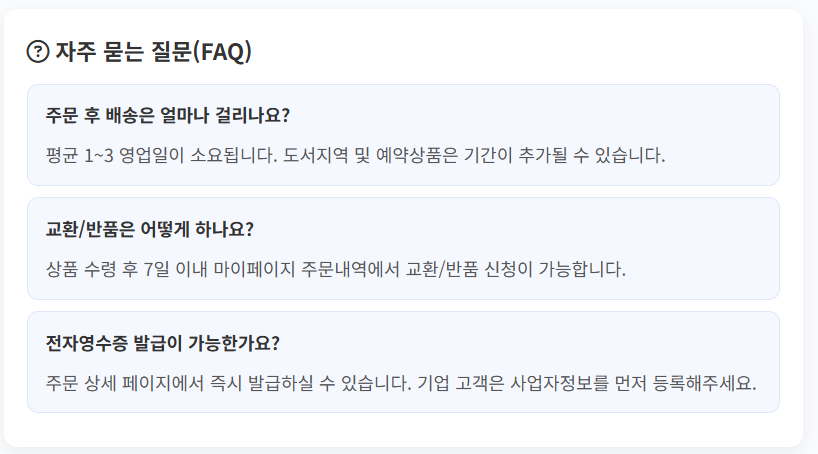 자주 묻는 질문(FAQ)
주문 후 배송은 얼마나 걸리나요?
평균 1~3 영업일이 소요됩니다. 도서지역 및 예약상품은 기간이 추가될 수 있습니다.
교환/반품은 어떻게 하나요?
상품 수령 후 7일 이내 마이페이지 주문내역에서 교환/반품 신청이 가능합니다.
전자영수증 발급이 가능한가요?
주문 상세 페이지에서 즉시 발급하실 수 있습니다. 기업 고객은 사업자정보를 먼저 등록해주세요.